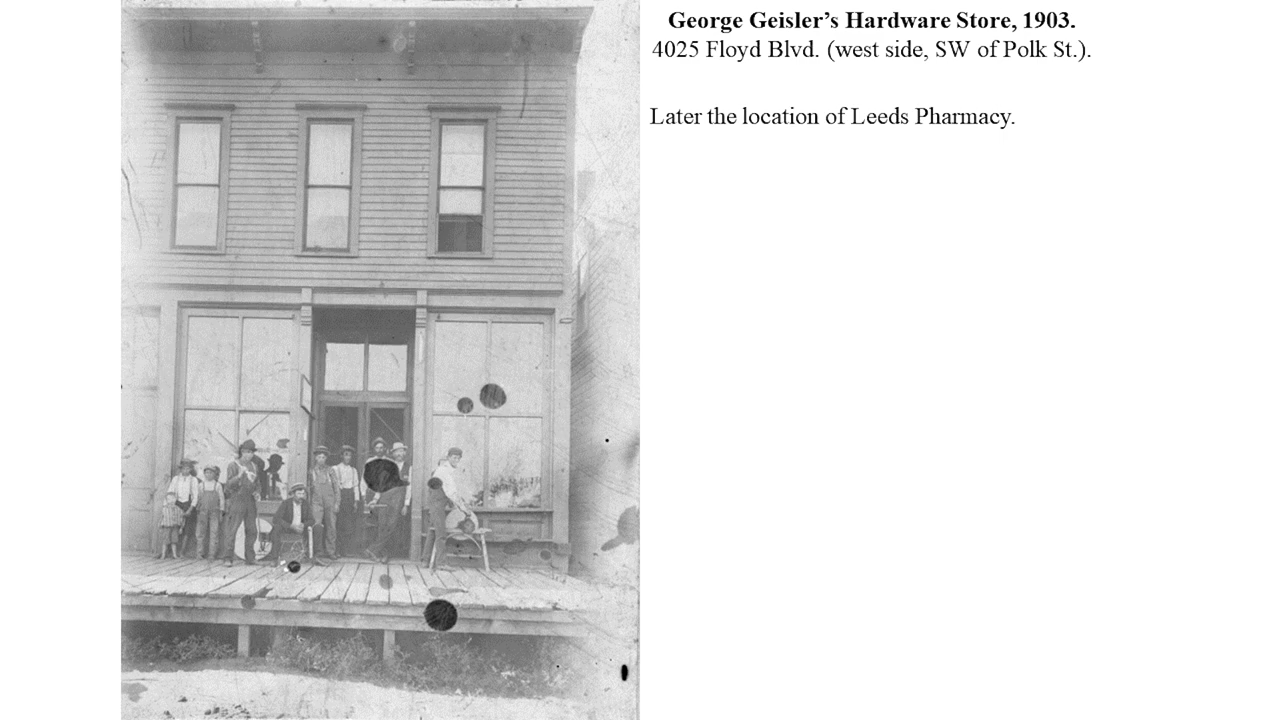 George Geisler’s Hardware Store, 1903.
4025 Floyd Blvd. (west side, SW of Polk St.).
Later the location of Leeds Pharmacy.